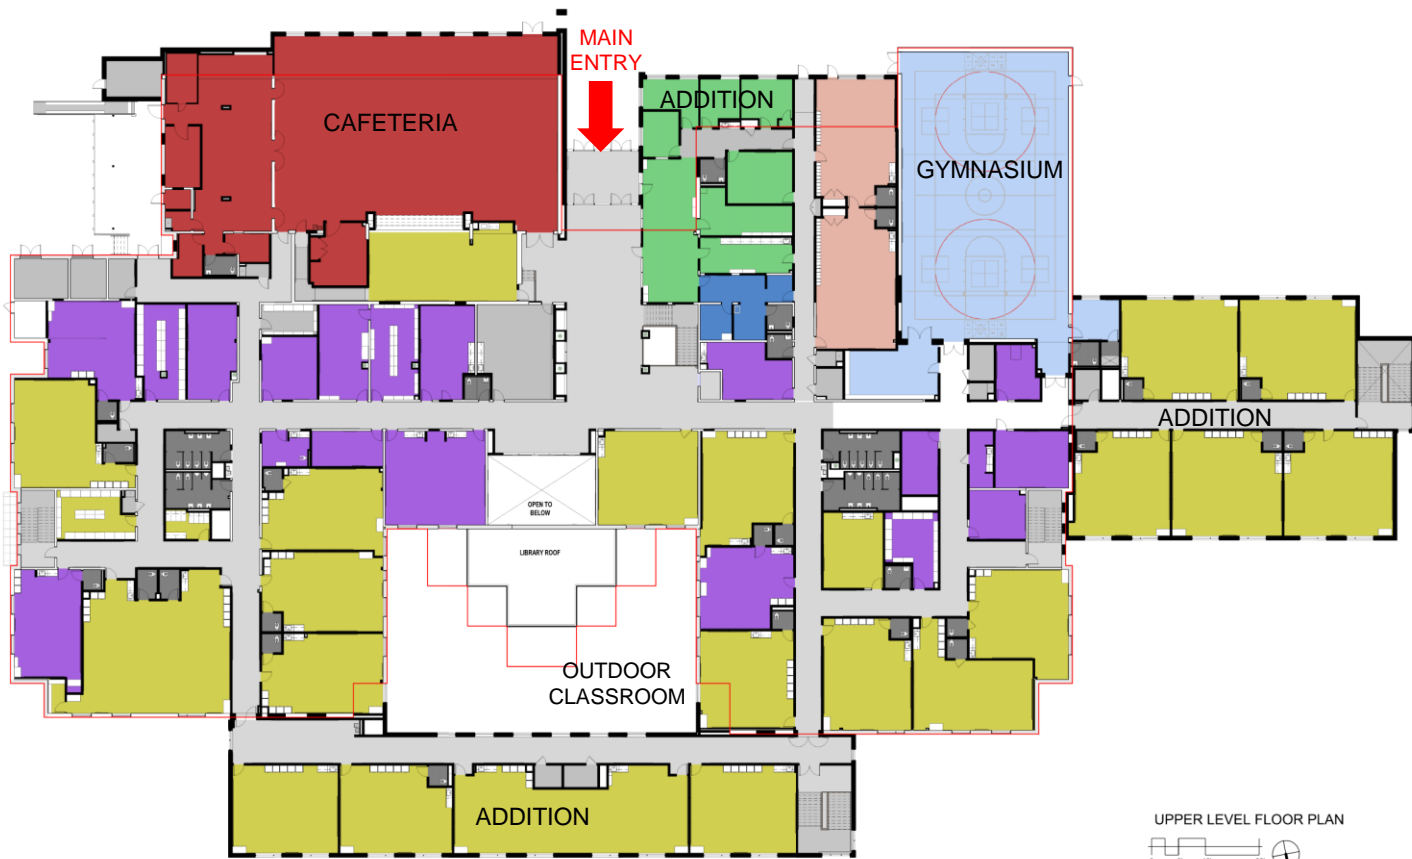 MAIN
ENTRY
ADDITION
CAFETERIA
GYMNASIUM
ADDITION
OPEN TO
BELOW
LIBRARY ROOF
OUTDOOR
CLASSROOM
ADDITION
UPPER LEVEL FLOOR PLAN